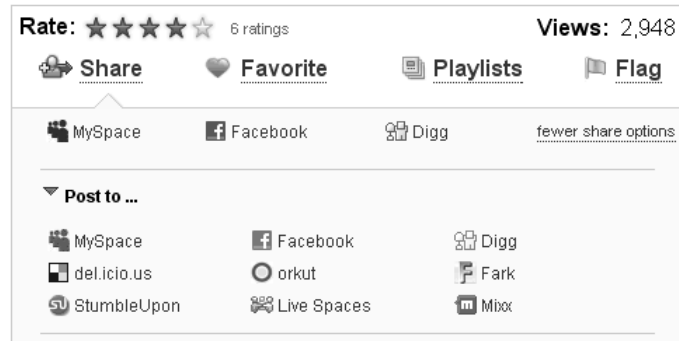 Rate: 6 ratings Views: 2,948
Share Favorite Playlists Flag
MySpace Facebook Digg fewer share options
Post to ...
MySpace Facebook Digg
del.icio.us orkut Fark
StumbleUpon Live Spaces Mixx